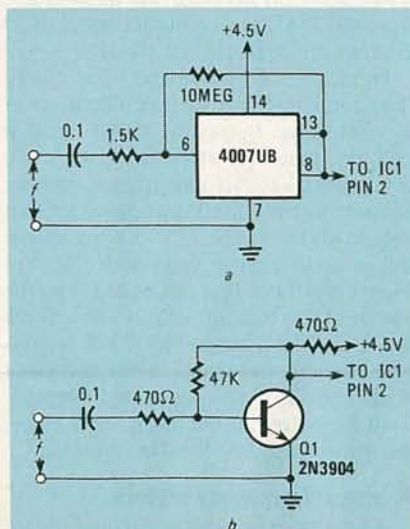 +4.5V
10MEG
14
13
0.1
1.5K
6
4007UB
8
TO IC1
PIN 2
f
7
a
470Ω
+4.5V
47K
TO IC1
PIN 2
0.1
470Ω
f
Q1
2N3904
b